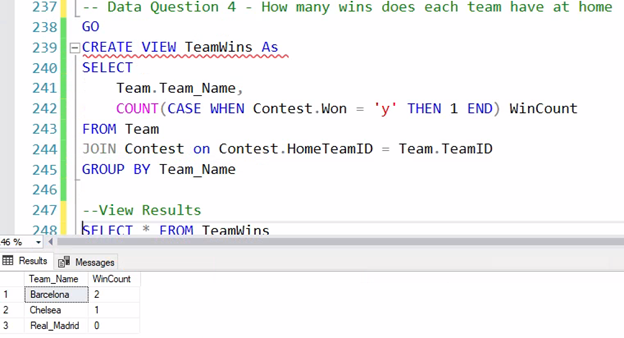 237 -- Data Question 4 - How many wins does each team have at home
238 GO
239 CREATE VIEW TeamWins As
240 SELECT
241 Team.Team_Name,
242 COUNT(CASE WHEN Contest.Won = 'y' THEN 1 END) WinCount
243 FROM Team
244 JOIN Contest on Contest.HomeTeamID = Team.TeamID
245 GROUP BY Team_Name
246
247 --View Results
248 SELECT * FROM TeamWins
46 %
Results Messages
Team_Name WinCount
1 Barcelona 2
2 Chelsea 1
3 Real_Madrid 0